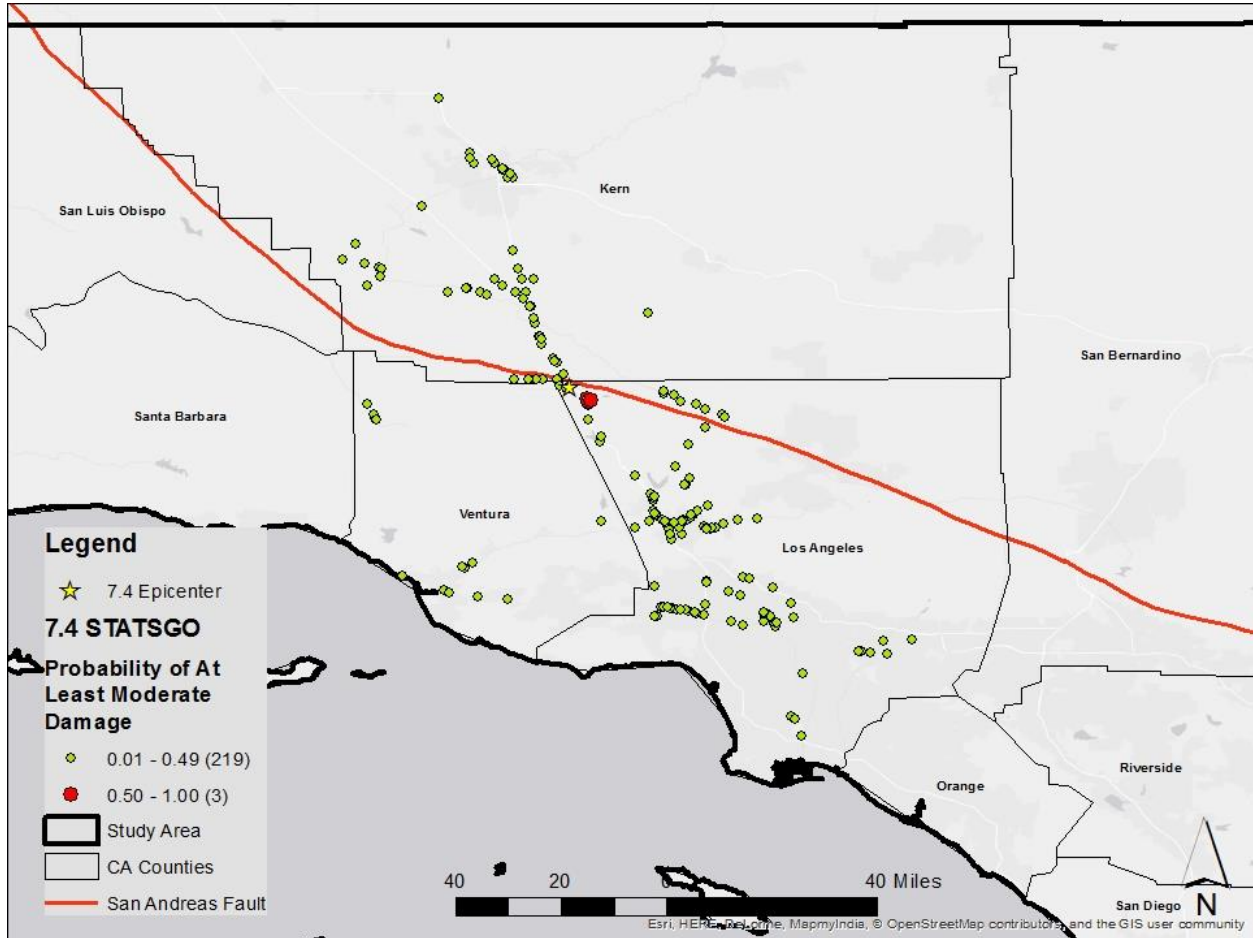 Kern
San Luis Obispo
San Bernardino
Santa Barbara
Ventura
Los Angeles
Legend
7.4 Epicenter
7.4 STATSGO
Probability of At
Least Moderate
Damage
0.01 - 0.49 (219)
0.50 - 1.00 (3)
Study Area
CA Counties
San Andreas Fault
Riverside
Orange
San Diego
N
40 20 0 40 Miles
Esri, HERE, DeLorme, MapmyIndia, © OpenStreetMap contributors, and the GIS user community